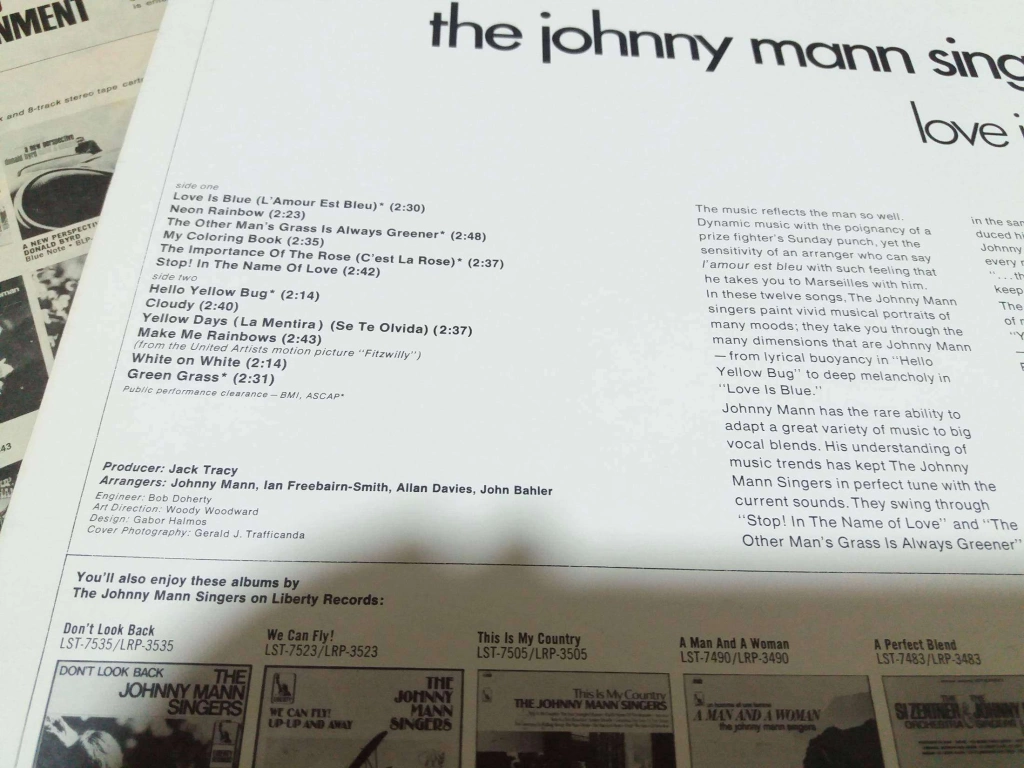 NMENT
and 8-track stereo tape
a new perspective
donald byrd
A NEW PERSPECTI
DONALD BYRD
Blue Note • BLP-
43
the johnny mann sing
love i
side one
Love Is Blue (L'Amour Est Bleu)* (2:30)
Neon Rainbow (2:23)
The Other Man's Grass Is Always Greener* (2:48)
My Coloring Book (2:35)
The Importance Of The Rose (C'est La Rose)* (2:37)
Stop! In The Name Of Love (2:42)
side two
Hello Yellow Bug* (2:14)
Cloudy (2:40)
Yellow Days (La Mentira) (Se Te Olvida) (2:37)
Make Me Rainbows (2:43)
(from the United Artists motion picture "Fitzwilly")
White on White (2:14)
Green Grass* (2:31)
Public performance clearance — BMI, ASCAP*
Producer: Jack Tracy
Arrangers: Johnny Mann, Ian Freebairn-Smith, Allan Davies, John Bahler
Engineer: Bob Doherty
Art Direction: Woody Woodward
Design: Gabor Halmos
Cover Photography: Gerald J. Trafficanda
The music reflects the man so well.
Dynamic music with the poignancy of a
prize fighter's Sunday punch, yet the
sensitivity of an arranger who can say
l'amour est bleu with such feeling that
he takes you to Marseilles with him.
In these twelve songs, The Johnny Mann
singers paint vivid musical portraits of
many moods; they take you through the
many dimensions that are Johnny Mann
—from lyrical buoyancy in "Hello
Yellow Bug" to deep melancholy in
"Love Is Blue."
Johnny Mann has the rare ability to
adapt a great variety of music to big
vocal blends. His understanding of
music trends has kept The Johnny
Mann Singers in perfect tune with the
current sounds. They swing through
"Stop! In The Name of Love" and "The
Other Man's Grass Is Always Greener"
in the sam
duced hi
Johnny
every
"...th
keep
The
of
"Y
—
You'll also enjoy these albums by
The Johnny Mann Singers on Liberty Records:
Don't Look Back
LST-7535/LRP-3535
We Can Fly!
LST-7523/LRP-3523
This Is My Country
LST-7505/LRP-3505
A Man And A Woman
LST-7490/LRP-3490
A Perfect Blend
LST-7483/LRP-3483
DON'T LOOK BACK
THE
JOHNNY MANN
SINGERS
WE CAN FLY!
UP-UP AND AWAY
THE
JOHNNY
MANN
SINGERS
This Is My Country
THE JOHNNY MANN SINGERS
A MAN AND A WOMAN
the johnny mann singers
SI ZENTNER